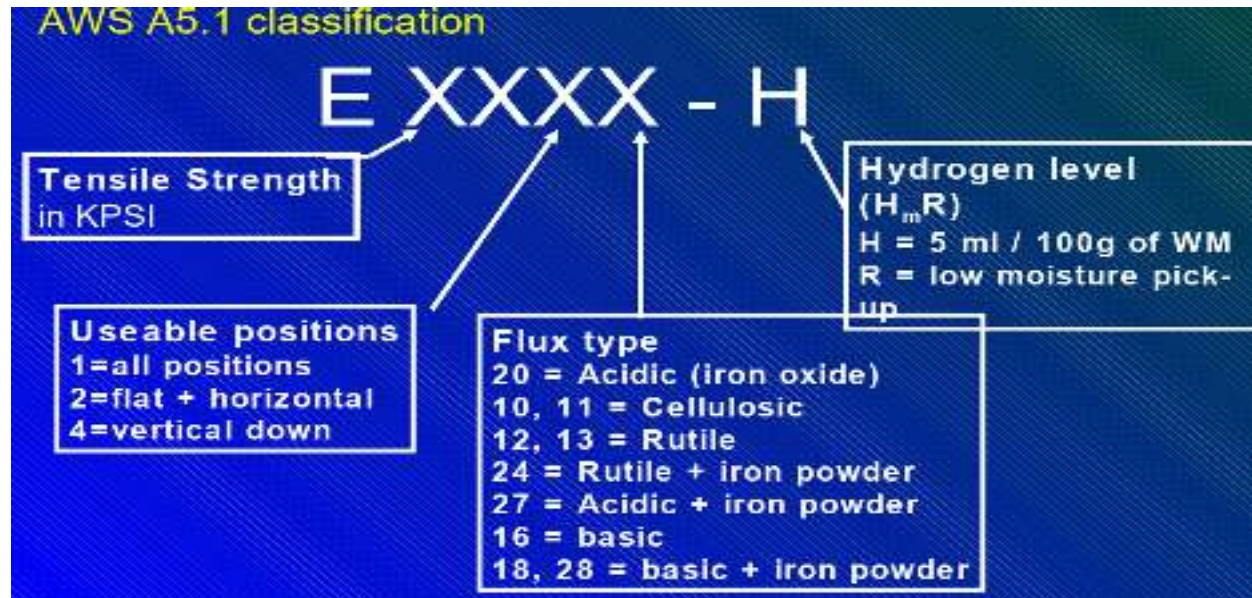 AWS A5.1 classification
E XXXX - H
Tensile Strength
in KPSI
Useable positions
1=all positions
2=flat + horizontal
4=vertical down
Flux type
20 = Acidic (iron oxide)
10, 11 = Cellulosic
12, 13 = Rutile
24 = Rutile + iron powder
27 = Acidic + iron powder
16 = basic
18, 28 = basic + iron powder
Hydrogen level
(HmR)
H = 5 ml / 100g of WM
R = low moisture pick-
up